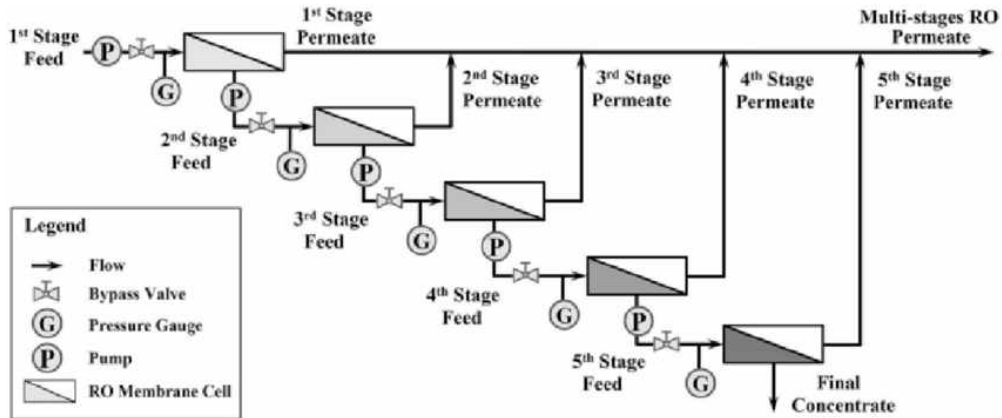 1st Stage
Feed
P
G
1st Stage
Permeate
Multi-stages RO
Permeate
P
G
2nd Stage
Feed
2nd Stage
Permeate
3rd Stage
Permeate
4th Stage
Permeate
5th Stage
Permeate
P
G
3rd Stage
Feed
P
G
4th Stage
Feed
P
G
5th Stage
Feed
Final
Concentrate
Legend
Flow
Bypass Valve
G Pressure Gauge
P Pump
RO Membrane Cell